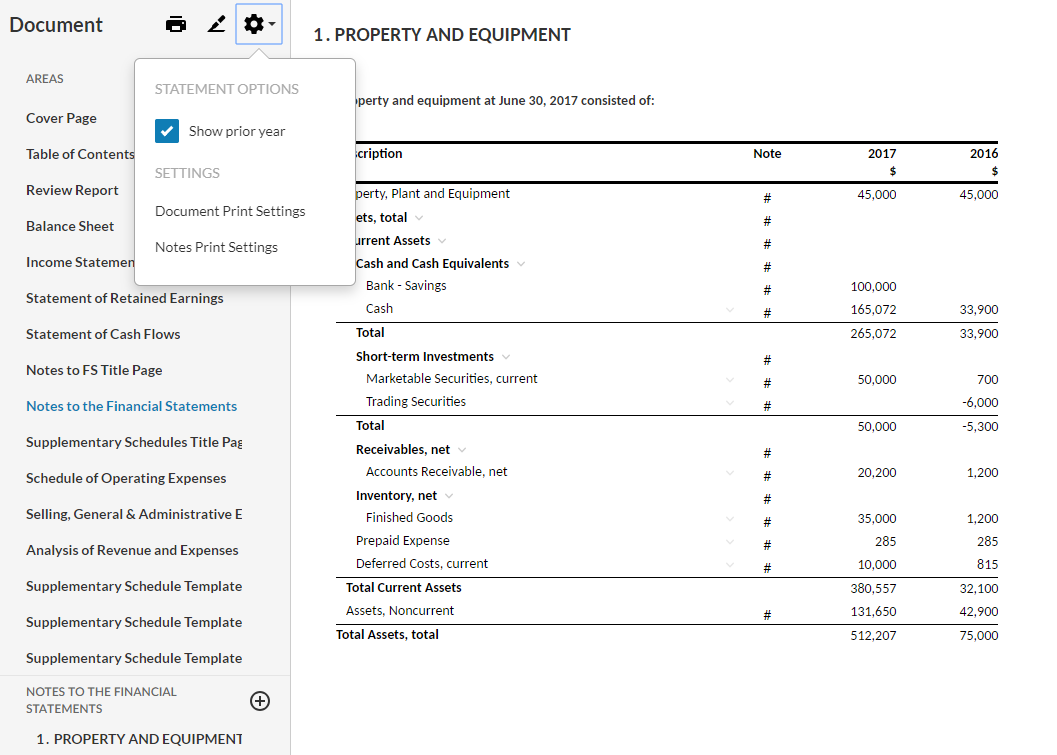 Document
AREAS
Cover Page
Table of Contents
Review Report
Balance Sheet
Income Statemen
Statement of Retained Earnings
Statement of Cash Flows
Notes to FS Title Page
Notes to the Financial Statements
Supplementary Schedules Title Pag
Schedule of Operating Expenses
Selling, General & Administrative E
Analysis of Revenue and Expenses
Supplementary Schedule Template
Supplementary Schedule Template
Supplementary Schedule Template
NOTES TO THE FINANCIAL
STATEMENTS
1. PROPERTY AND EQUIPMENT
STATEMENT OPTIONS
Show prior year
SETTINGS
Document Print Settings
Notes Print Settings
1. PROPERTY AND EQUIPMENT
perty and equipment at June 30, 2017 consisted of:
cription Note 2017 2016
$ $
perty, Plant and Equipment # 45,000 45,000
ets, total #
urrent Assets #
Cash and Cash Equivalents #
Bank - Savings # 100,000
Cash # 165,072 33,900
Total 265,072 33,900
Short-term Investments #
Marketable Securities, current # 50,000 700
Trading Securities # -6,000
Total 50,000 -5,300
Receivables, net #
Accounts Receivable, net # 20,200 1,200
Inventory, net #
Finished Goods # 35,000 1,200
Prepaid Expense # 285 285
Deferred Costs, current # 10,000 815
Total Current Assets 380,557 32,100
Assets, Noncurrent # 131,650 42,900
Total Assets, total 512,207 75,000